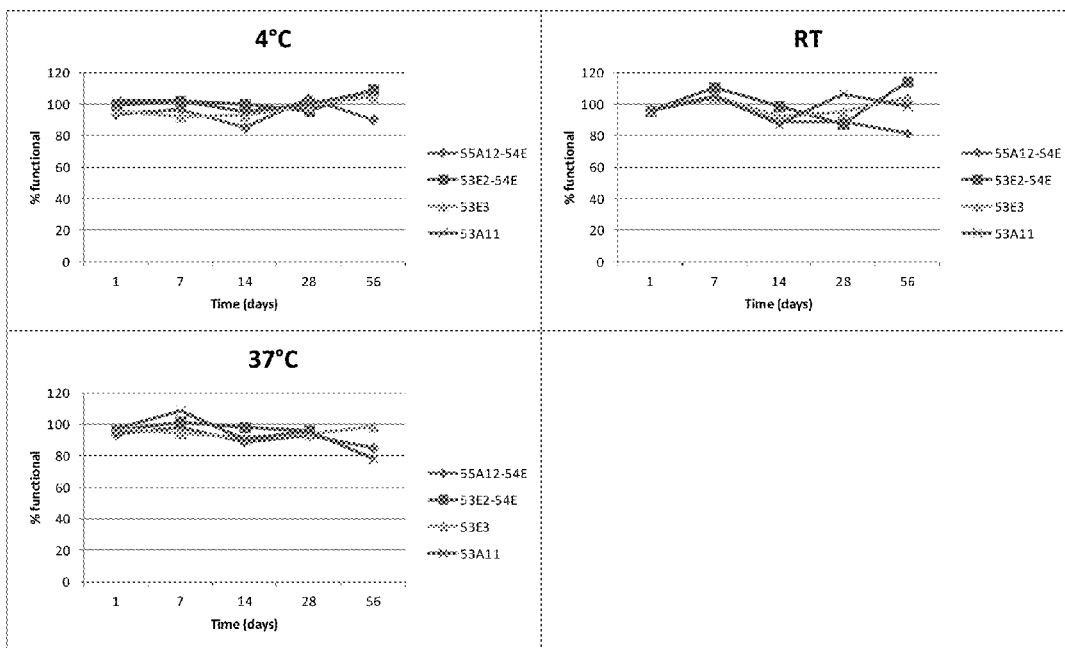 4°C
120
100
80
60
40
20
0
% functional
1 7 14 28 56
Time (days)
55A12-54E
53E2-54E
53E3
53A11
RT
120
100
80
60
40
20
0
% functional
1 7 14 28 56
Time (days)
55A12-54E
53E2-54E
53E3
53A11
37°C
120
100
80
60
40
20
0
% functional
1 7 14 28 56
Time (days)
55A12-54E
53E2-54E
53E3
53A11